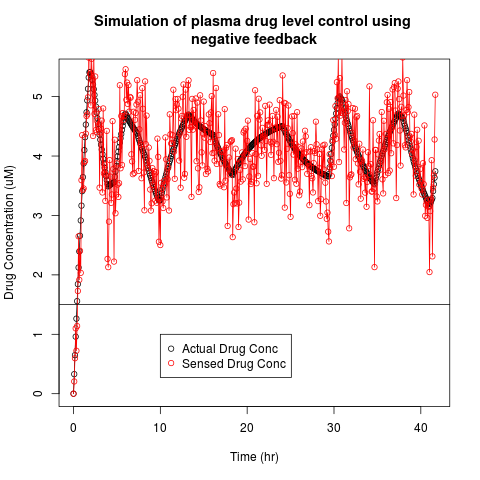 Simulation of plasma drug level control using
negative feedback
Drug Concentration (uM)
5
4
3
2
1
0
Actual Drug Conc
Sensed Drug Conc
0 10 20 30 40
Time (hr)